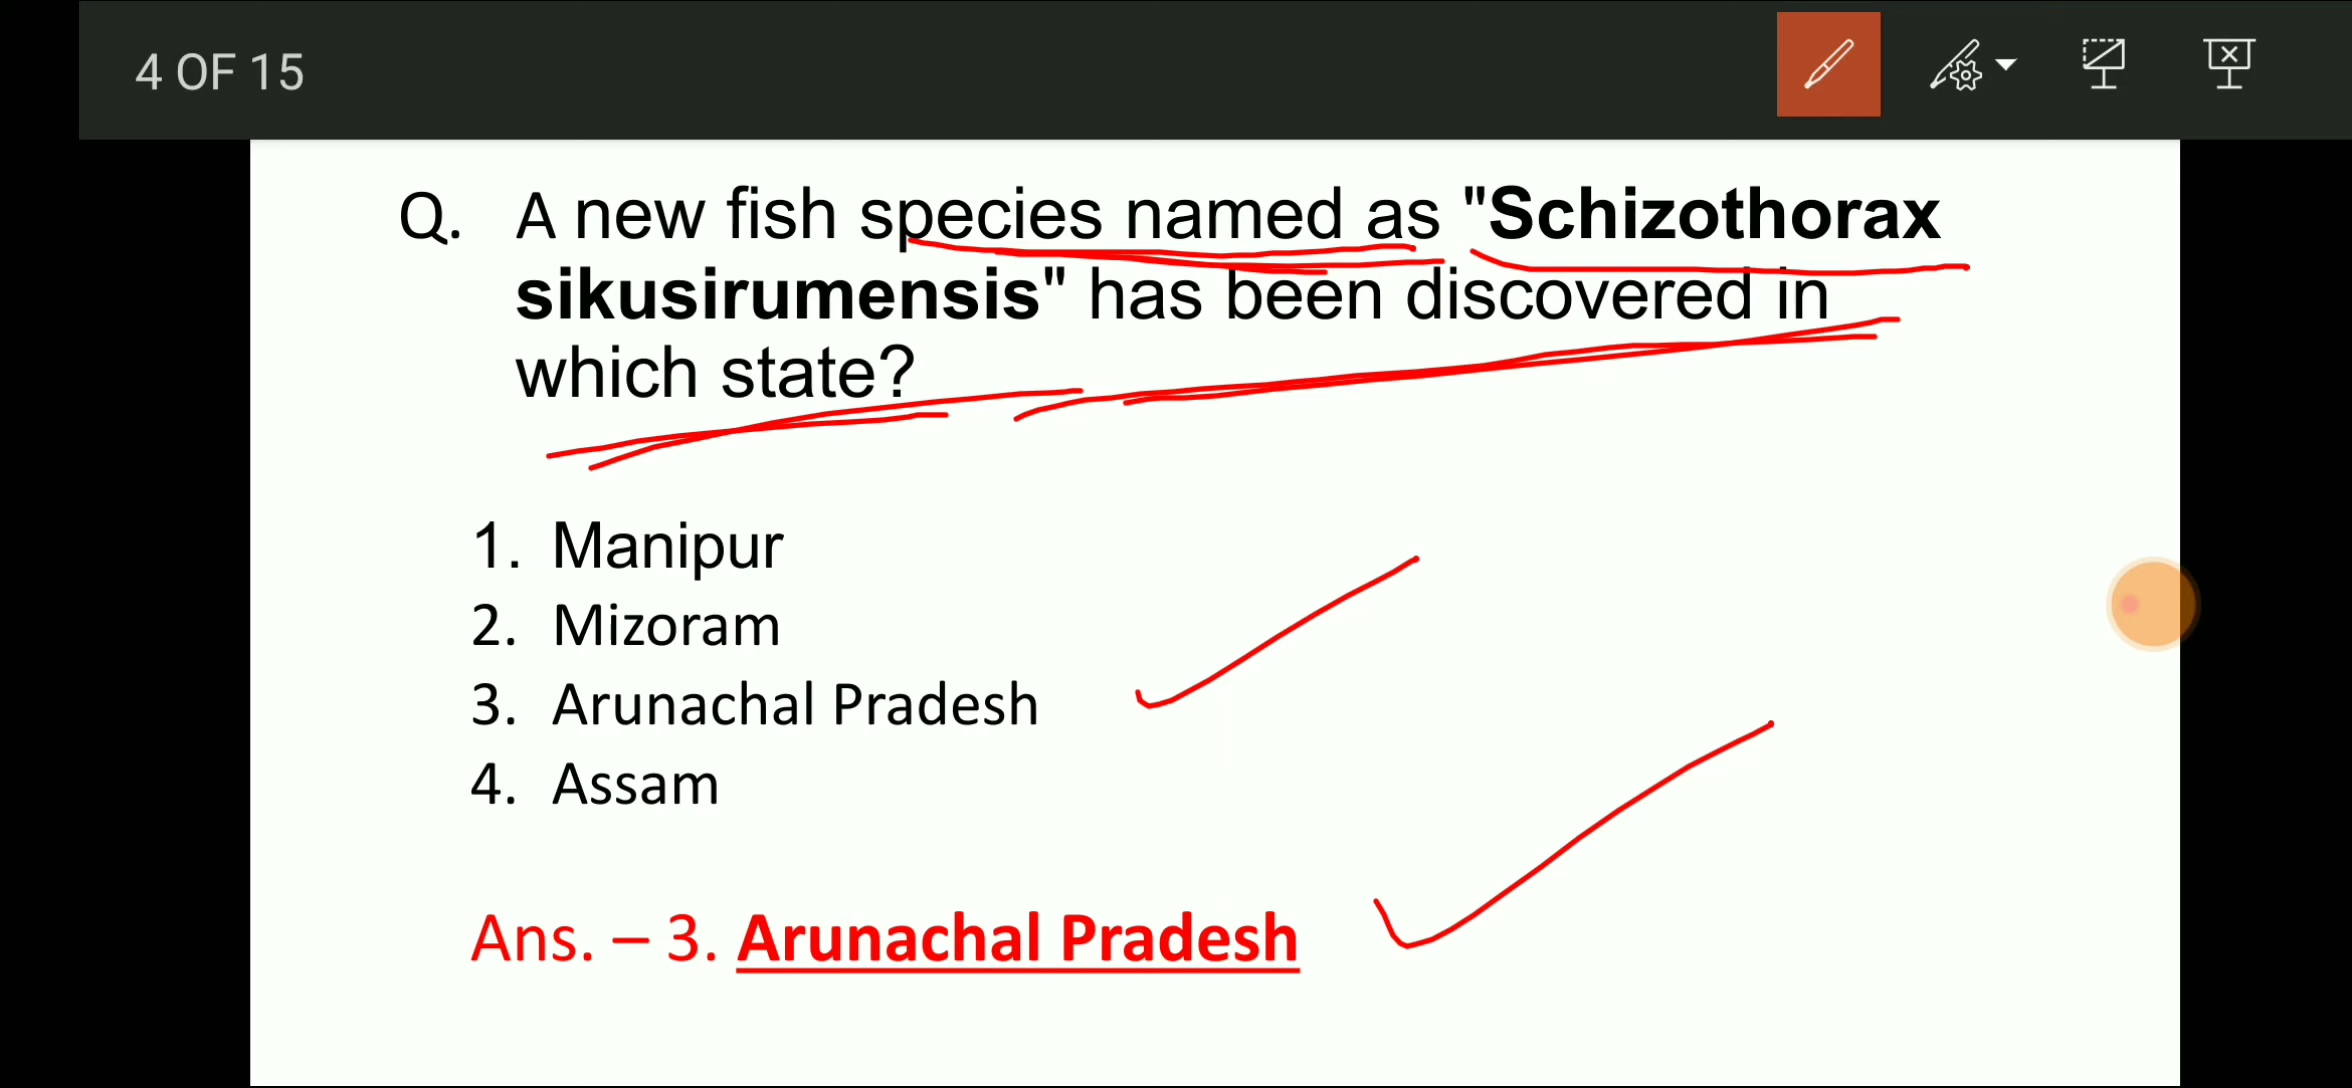 4 OF 15
Q. A new fish species named as "Schizothorax
sikusirumensis" has been discovered in
which state?
1. Manipur
2. Mizoram
3. Arunachal Pradesh
4. Assam
Ans. – 3. Arunachal Pradesh